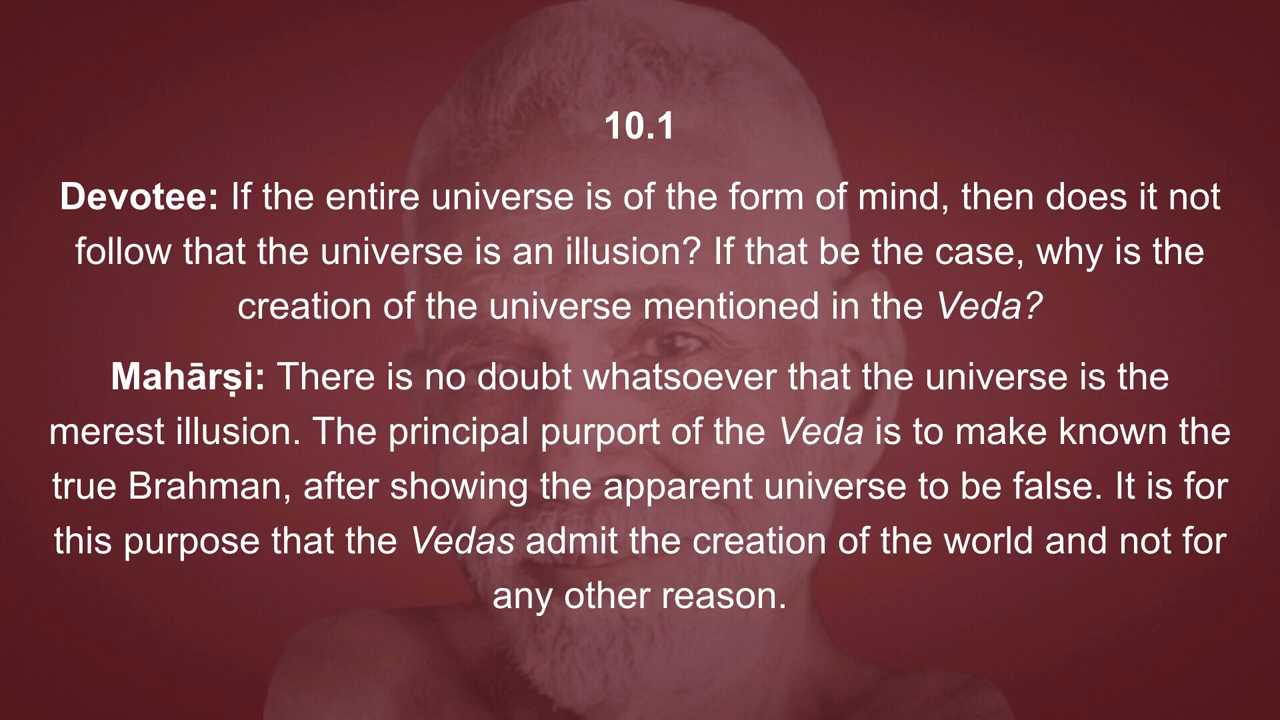 10.1
Devotee: If the entire universe is of the form of mind, then does it not
follow that the universe is an illusion? If that be the case, why is the
creation of the universe mentioned in the Veda?
Mahārṣi: There is no doubt whatsoever that the universe is the
merest illusion. The principal purport of the Veda is to make known the
true Brahman, after showing the apparent universe to be false. It is for
this purpose that the Vedas admit the creation of the world and not for
any other reason.